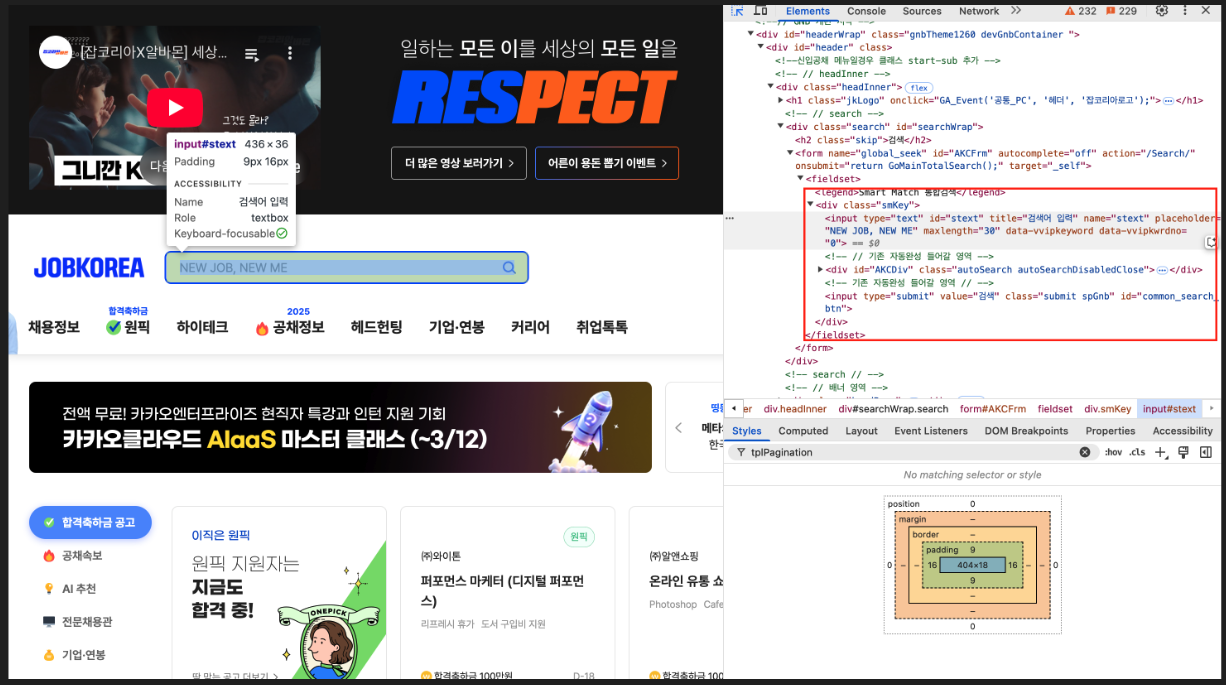 [잡코리아X알바몬] 세상...
그것도 몰라?
그니깐 K
다음
e
일하는 모든 이를 세상의 모든 일을
RESPECT
더 많은 영상 보러가기 >
어른이 용돈 뽑기 이벤트 >
input#stext 436 × 36
Padding 9px 16px
ACCESSIBILITY
Name 검색어 입력
Role textbox
Keyboard-focusable
JOBKOREA
NEW JOB, NEW ME
합격축하금
2025
채용정보 원픽 하이테크 공채정보 헤드헌팅 기업·연봉 커리어 취업톡톡
전액 무료! 카카오엔터프라이즈 현직자 특강과 인턴 지원 기회
카카오클라우드 AIaaS 마스터 클래스 (~3/12)
메타
한국
합격축하금 공고
공채속보
AI 추천
전문채용관
기업·연봉
이직은 원픽
원픽 지원자는
지금도
합격 중!
ONEPICK
딱 맞는 공고 더보기 >
원픽
㈜와이톤
퍼포먼스 마케터 (디지털 퍼포먼
스)
리프레시 휴가 도서 구입비 지원
합격축하금 100만원 D-18
㈜알앤쇼핑
온라인 유통 쇼
Photoshop Cafe
합격축하금 100
Elements Console Sources Network >> 232 229
<div id="headerWrap" class="gnbTheme1260 devGnbContainer ">
<div id="header" class>
<!--신입공채 메뉴일경우 클래스 start-sub 추가 -->
<!-- // headInner -->
<div class="headInner"> flex
<h1 class="jkLogo" onclick="GA_Event('공통_PC', '헤더', '잡코리아로고');">…</h1>
<!-- // search -->
<div class="search" id="searchWrap">
<h2 class="skip">검색</h2>
<form name="global_seek" id="AKCFrm" autocomplete="off" action="/Search/"
onsubmit="return GoMainTotalSearch();" target="_self">
<fieldset>
<legend>Smart Match 통합검색</legend>
<div class="smKey">
<input type="text" id="stext" title="검색어 입력" name="stext" placeholder=
"NEW JOB, NEW ME" maxlength="30" data-vvipkeyword data-vvipkwrdno=
"0"> == $0
<!-- // 기존 자동완성 들어갈 영역 -->
<div id="AKCDiv" class="autoSearch autoSearchDisabledClose">…</div>
<!-- 기존 자동완성 들어갈 영역 // -->
<input type="submit" value="검색" class="submit spGnb" id="common_search_
btn">
</div>
</fieldset>
</form>
</div>
<!-- search // -->
<!-- // 배너 영역 -->
er div.headInner div#searchWrap.search form#AKCFrm fieldset div.smKey input#stext
Styles Computed Layout Event Listeners DOM Breakpoints Properties Accessibility
tplPagination :hov .cls
No matching selector or style
position 0
margin –
border –
padding 9
0 – – 16 404×18 16 – – 0
9
–
–
0